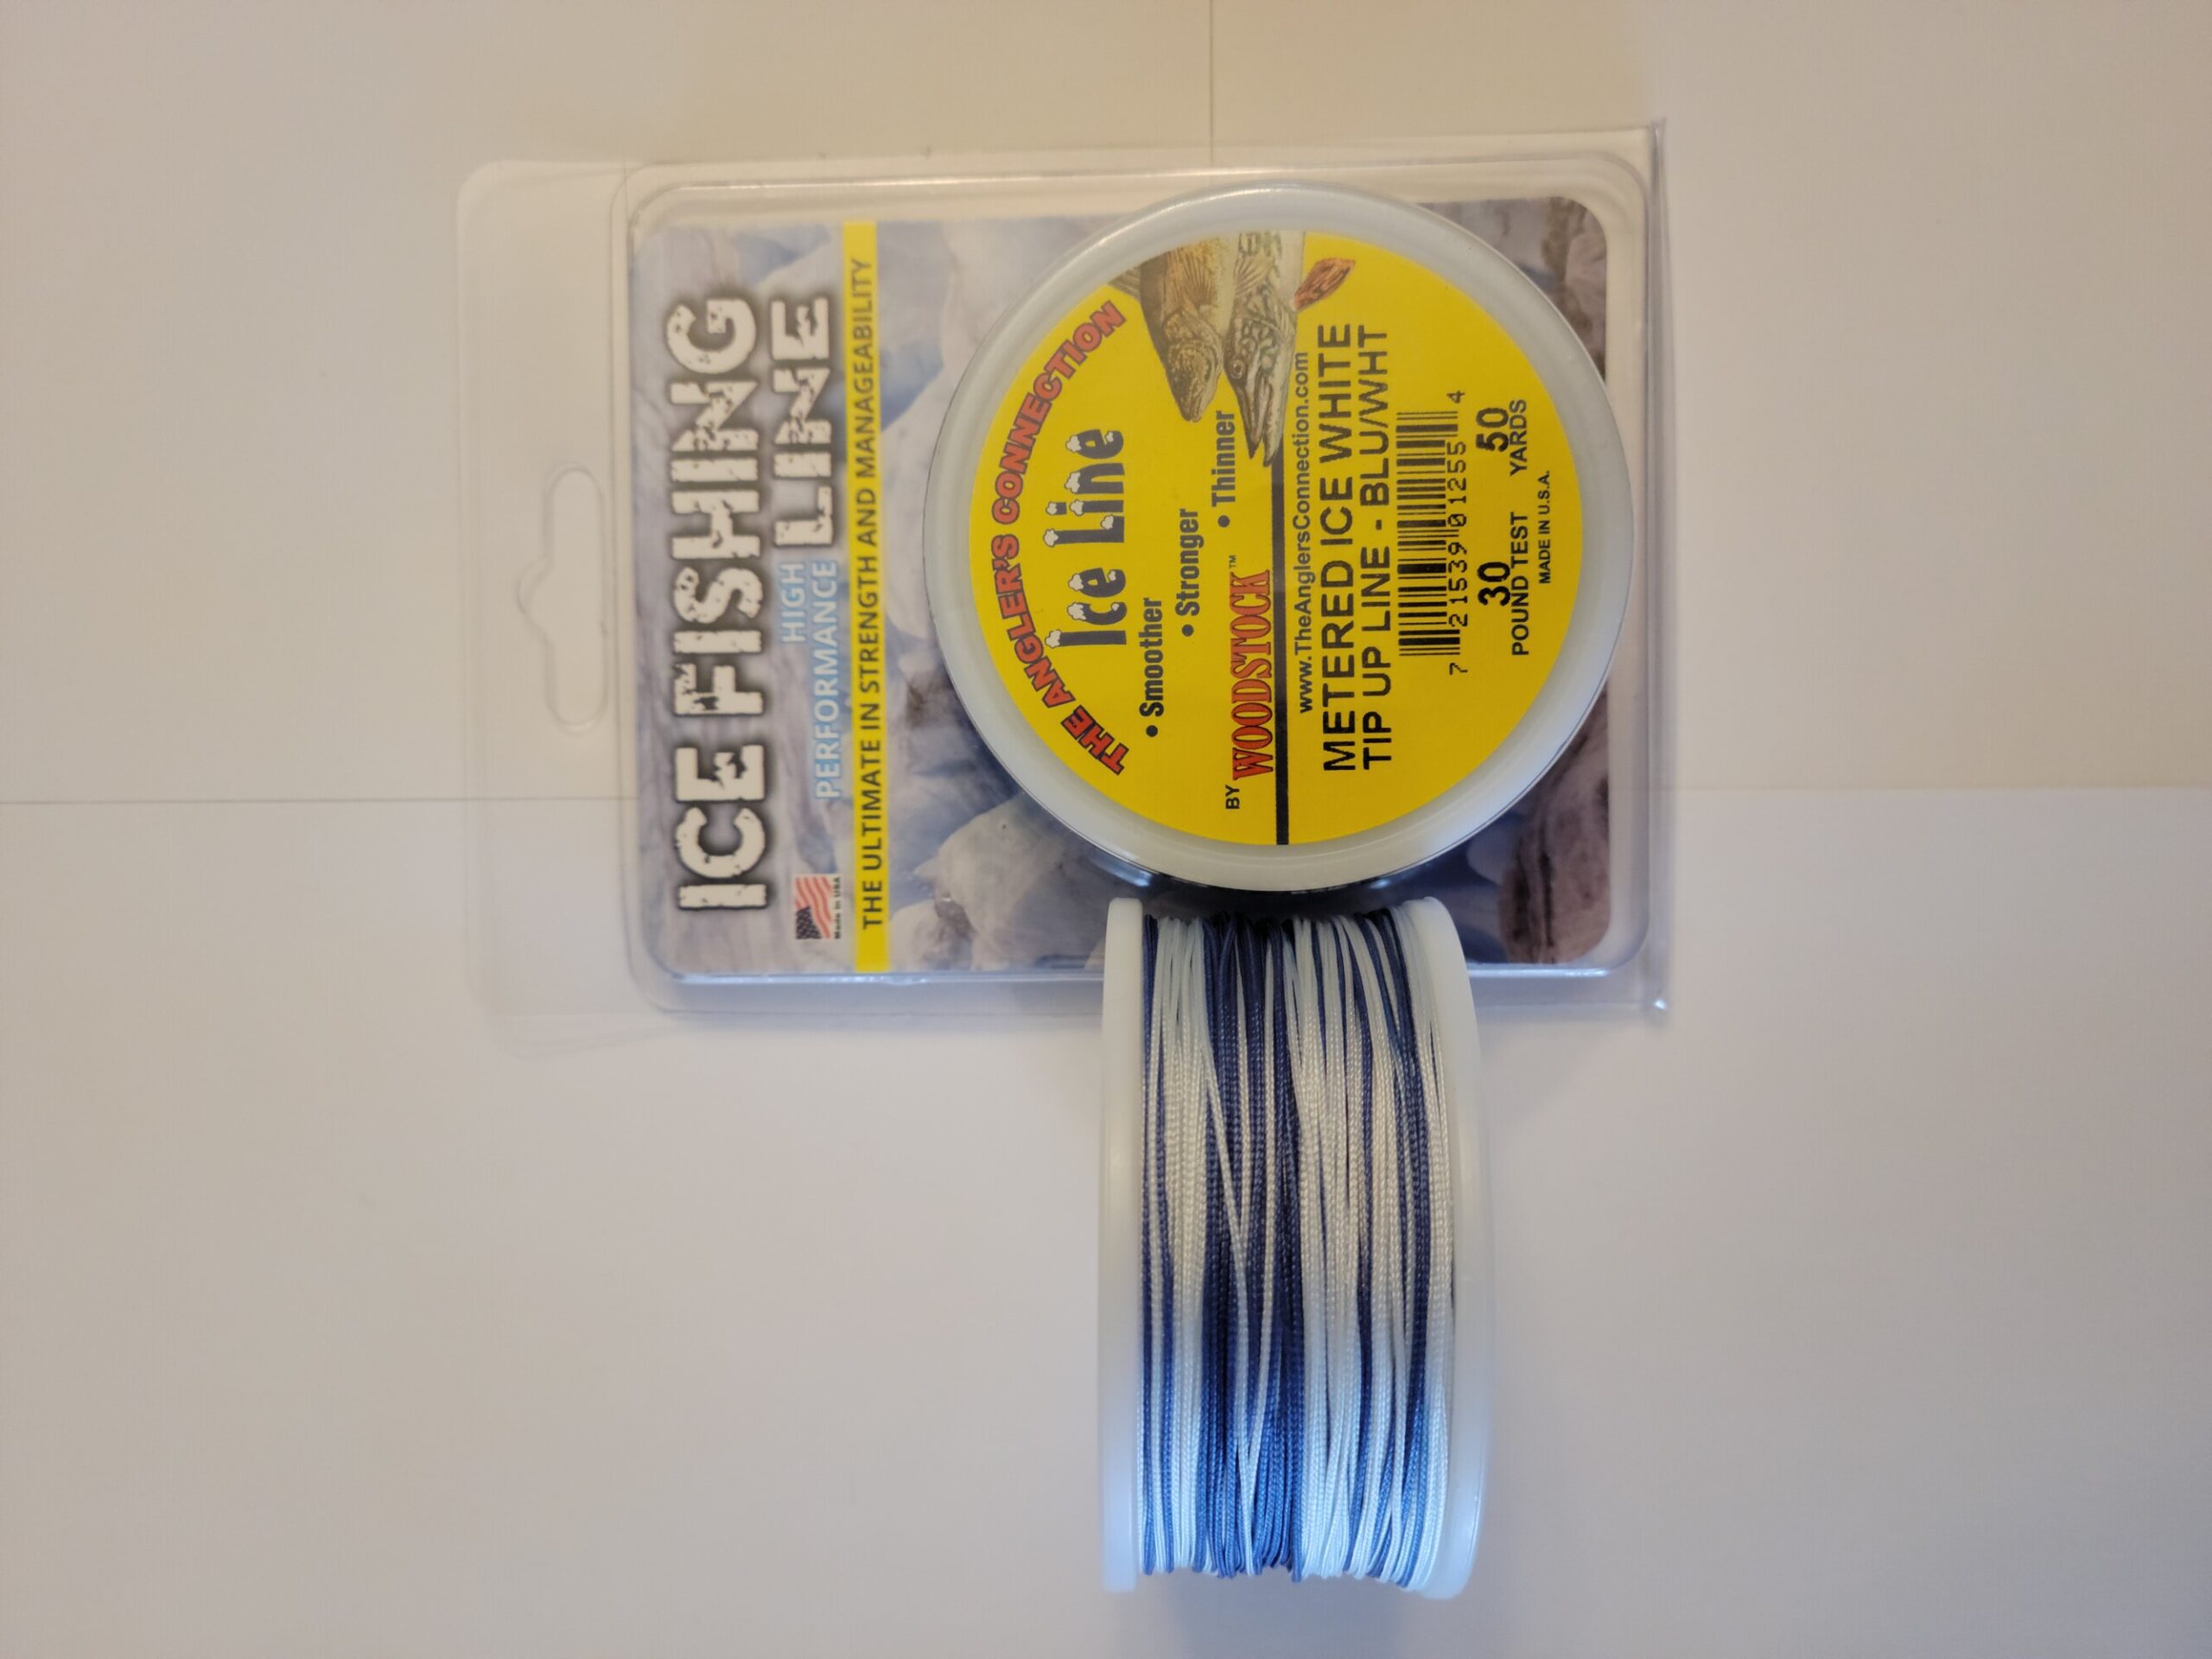 ICE FISHING
HIGH
PERFORMANCE
LINE
Made in USA
THE ULTIMATE IN STRENGTH AND MANAGEABILITY
THE ANGLER'S CONNECTION
Ice Line
• Smoother
• Stronger
• Thinner
BY WOODSTOCK™
www.TheAnglersConnection.com
METERED ICE WHITE
TIP UP LINE - BLU/WHT
7 21539 01255 4
30 50
POUND TEST YARDS
MADE IN U.S.A.